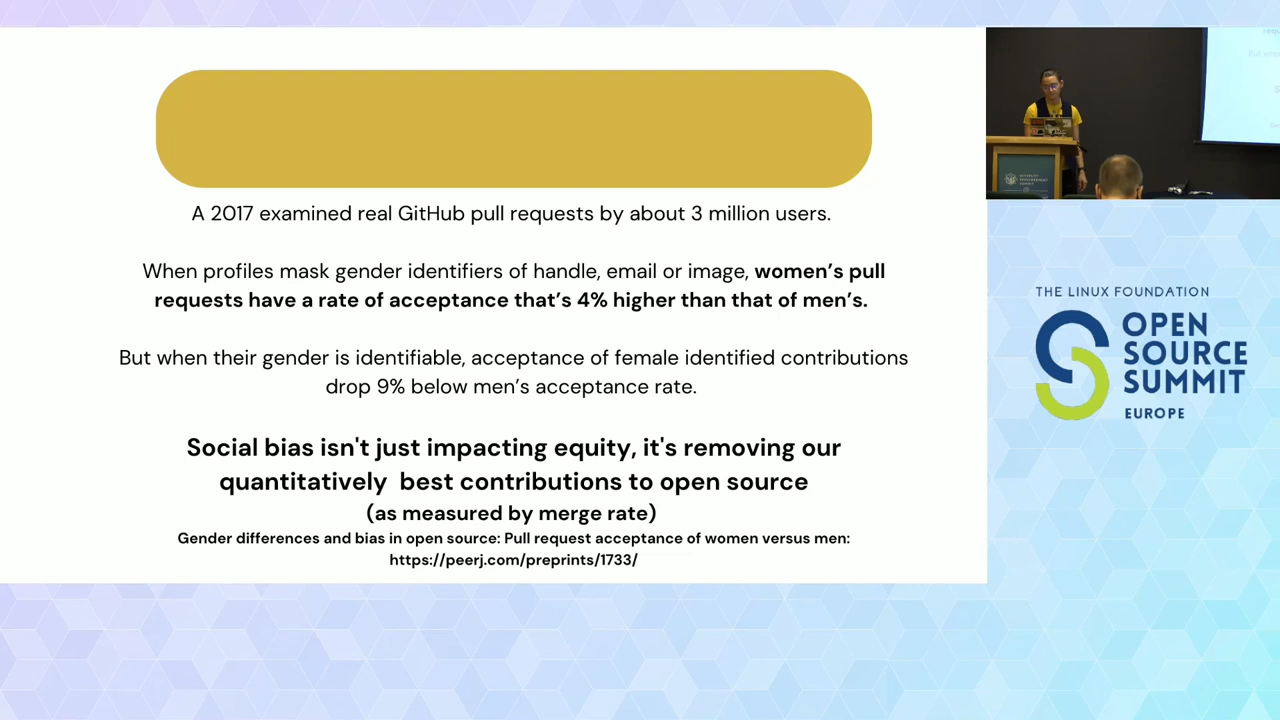 A 2017 examined real GitHub pull requests by about 3 million users.
When profiles mask gender identifiers of handle, email or image, women’s pull
requests have a rate of acceptance that’s 4% higher than that of men’s.
But when their gender is identifiable, acceptance of female identified contributions
drop 9% below men’s acceptance rate.
Social bias isn't just impacting equity, it's removing our
quantitatively  best contributions to open source
(as measured by merge rate)
Gender differences and bias in open source: Pull request acceptance of women versus men:
https://peerj.com/preprints/1733/
THE LINUX FOUNDATION
OPEN
SOURCE
SUMMIT
EUROPE